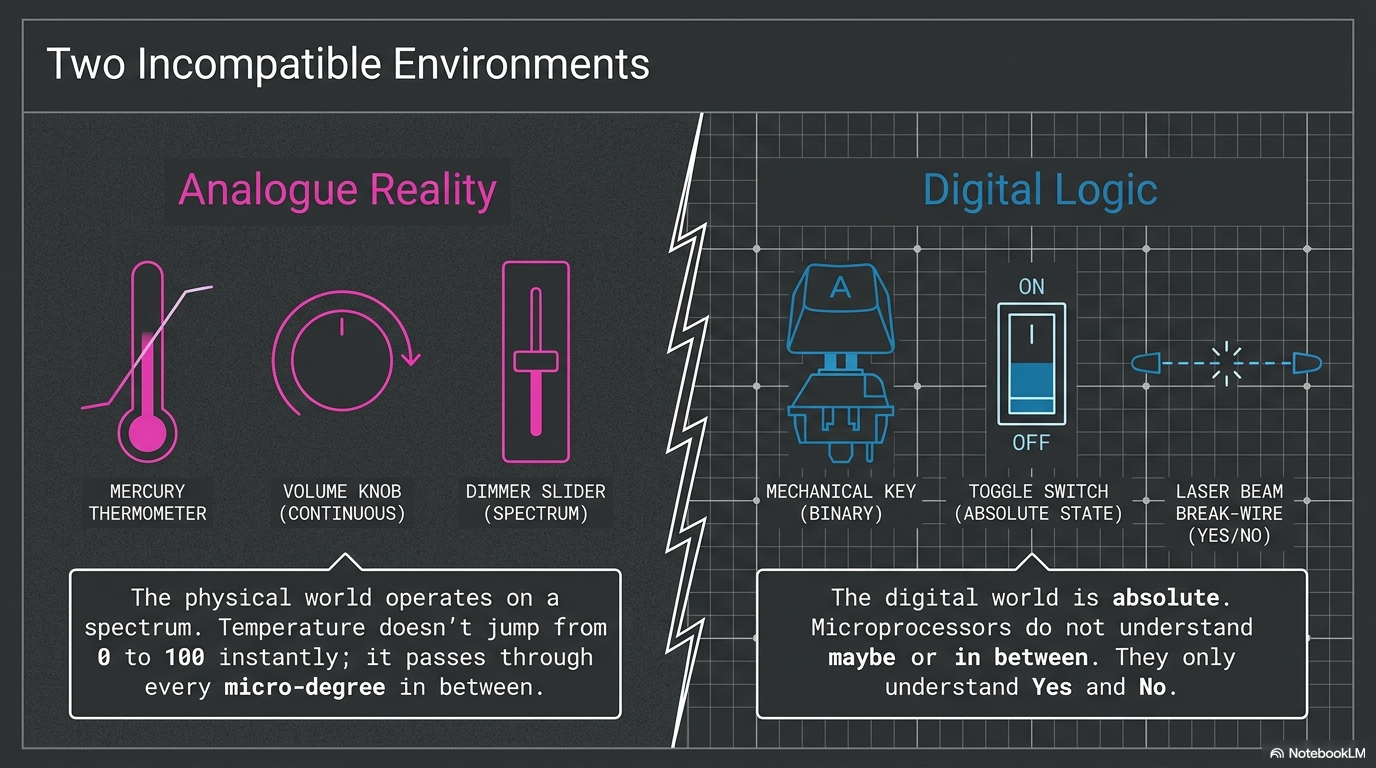 Two Incompatible Environments
Analogue Reality
MERCURY
THERMOMETER
VOLUME KNOB
(CONTINUOUS)
DIMMER SLIDER
(SPECTRUM)
The physical world operates on a
spectrum. Temperature doesn't jump from
0 to 100 instantly; it passes through
every micro-degree in between.
Digital Logic
A
ON
OFF
MECHANICAL KEY
(BINARY)
TOGGLE SWITCH
(ABSOLUTE STATE)
LASER BEAM
BREAK-WIRE
(YES/NO)
The digital world is absolute.
Microprocessors do not understand
maybe or in between. They only
understand Yes and No.
NotebookLM